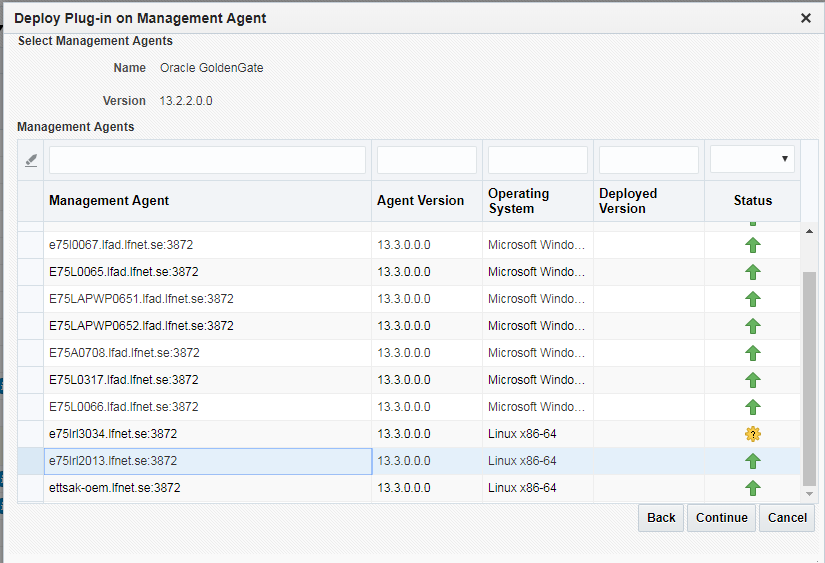 Deploy Plug-in on Management Agent
Select Management Agents
Name Oracle GoldenGate
Version 13.2.2.0.0
Management Agents
Management Agent Agent Version Operating System Deployed Version Status
e75l0067.lfad.lfnet.se:3872 13.3.0.0.0 Microsoft Windo...
E75L0065.lfad.lfnet.se:3872 13.3.0.0.0 Microsoft Windo...
E75LAPWP0651.lfad.lfnet.se:3872 13.3.0.0.0 Microsoft Windo...
E75LAPWP0652.lfad.lfnet.se:3872 13.3.0.0.0 Microsoft Windo...
E75A0708.lfad.lfnet.se:3872 13.3.0.0.0 Microsoft Windo...
E75L0317.lfad.lfnet.se:3872 13.3.0.0.0 Microsoft Windo...
E75L0066.lfad.lfnet.se:3872 13.3.0.0.0 Microsoft Windo...
e75lrl3034.lfnet.se:3872 13.3.0.0.0 Linux x86-64 ?
e75lrl2013.lfnet.se:3872 13.3.0.0.0 Linux x86-64
ettsak-oem.lfnet.se:3872 13.3.0.0.0 Linux x86-64
Back Continue Cancel